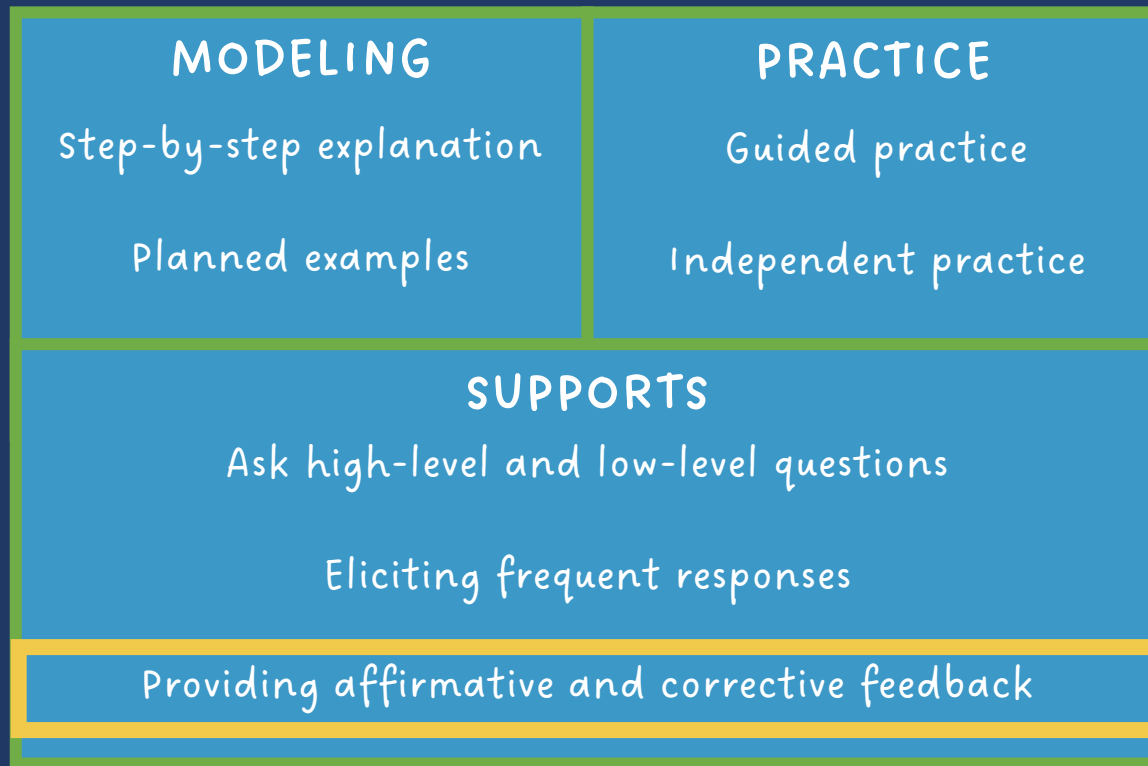 MODELING
Step-by-step explanation
Planned examples
PRACTICE
Guided practice
Independent practice
SUPPORTS
Ask high-level and low-level questions
Eliciting frequent responses
Providing affirmative and corrective feedback